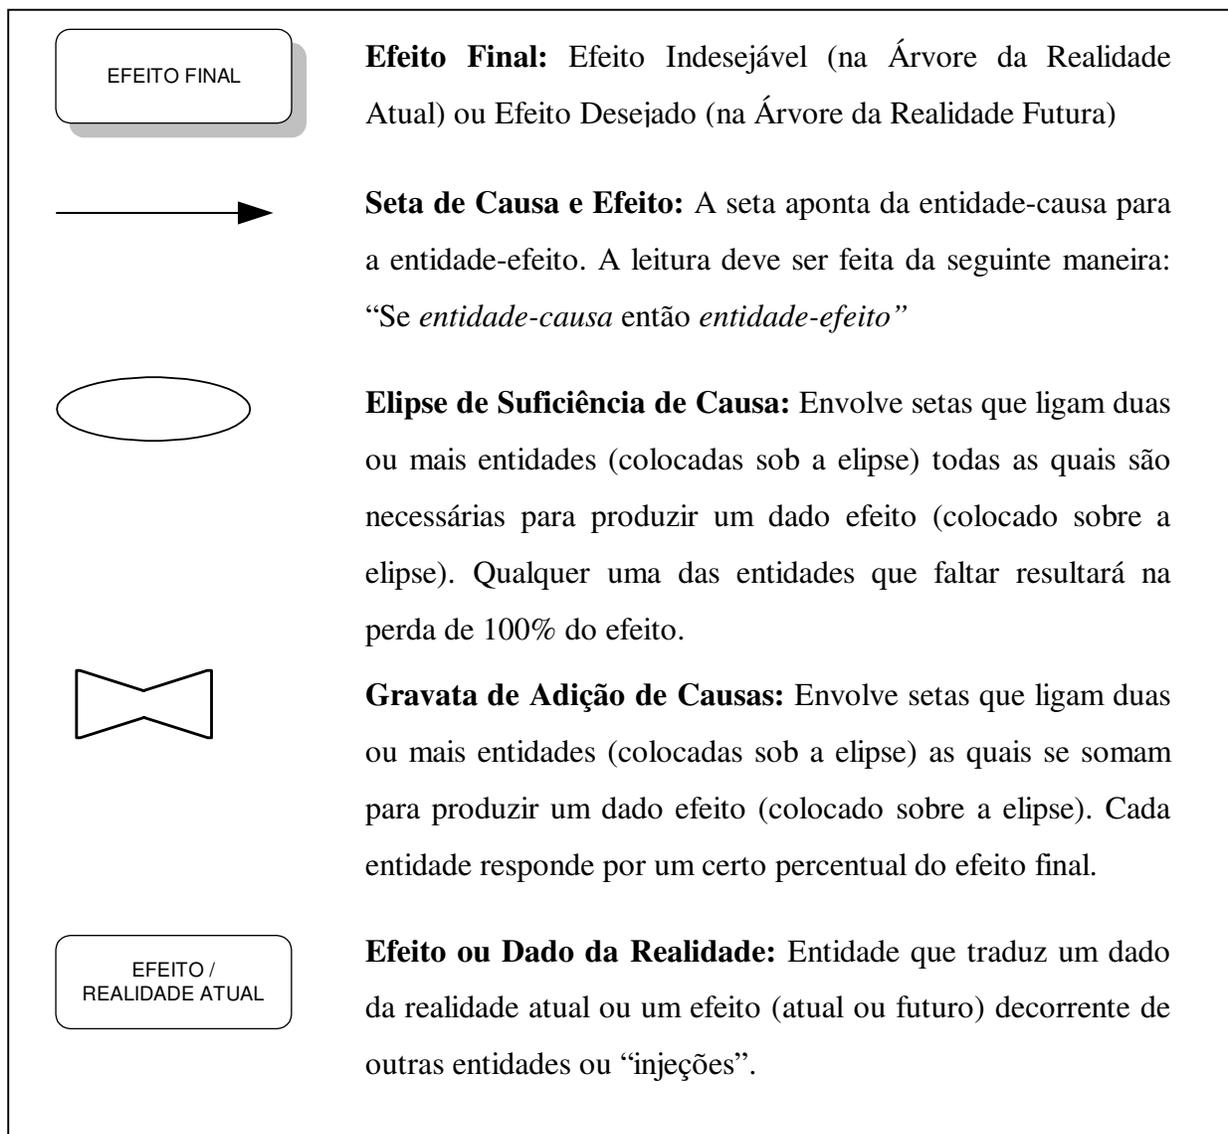 EFEITO FINAL
Efeito Final: Efeito Indesejável (na Árvore da Realidade
Atual) ou Efeito Desejado (na Árvore da Realidade Futura)
Seta de Causa e Efeito: A seta aponta da entidade-causa para
a entidade-efeito. A leitura deve ser feita da seguinte maneira:
“Se entidade-causa então entidade-efeito”
Elipse de Suficiência de Causa: Envolve setas que ligam duas
ou mais entidades (colocadas sob a elipse) todas as quais são
necessárias para produzir um dado efeito (colocado sobre a
elipse). Qualquer uma das entidades que faltar resultará na
perda de 100% do efeito.
Gravata de Adição de Causas: Envolve setas que ligam duas
ou mais entidades (colocadas sob a elipse) as quais se somam
para produzir um dado efeito (colocado sobre a elipse). Cada
entidade responde por um certo percentual do efeito final.
EFEITO /
REALIDADE ATUAL
Efeito ou Dado da Realidade: Entidade que traduz um dado
da realidade atual ou um efeito (atual ou futuro) decorrente de
outras entidades ou “injeções”.